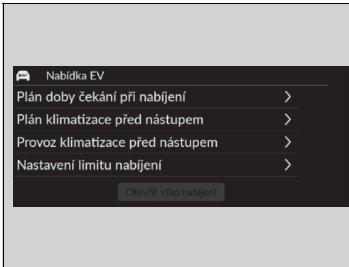 Nabídka EV
Plán doby čekání při nabíjení
Plán klimatizace před nástupem
Provoz klimatizace před nástupem
Nastavení limitu nabíjení
Otevřít víko nabíjení